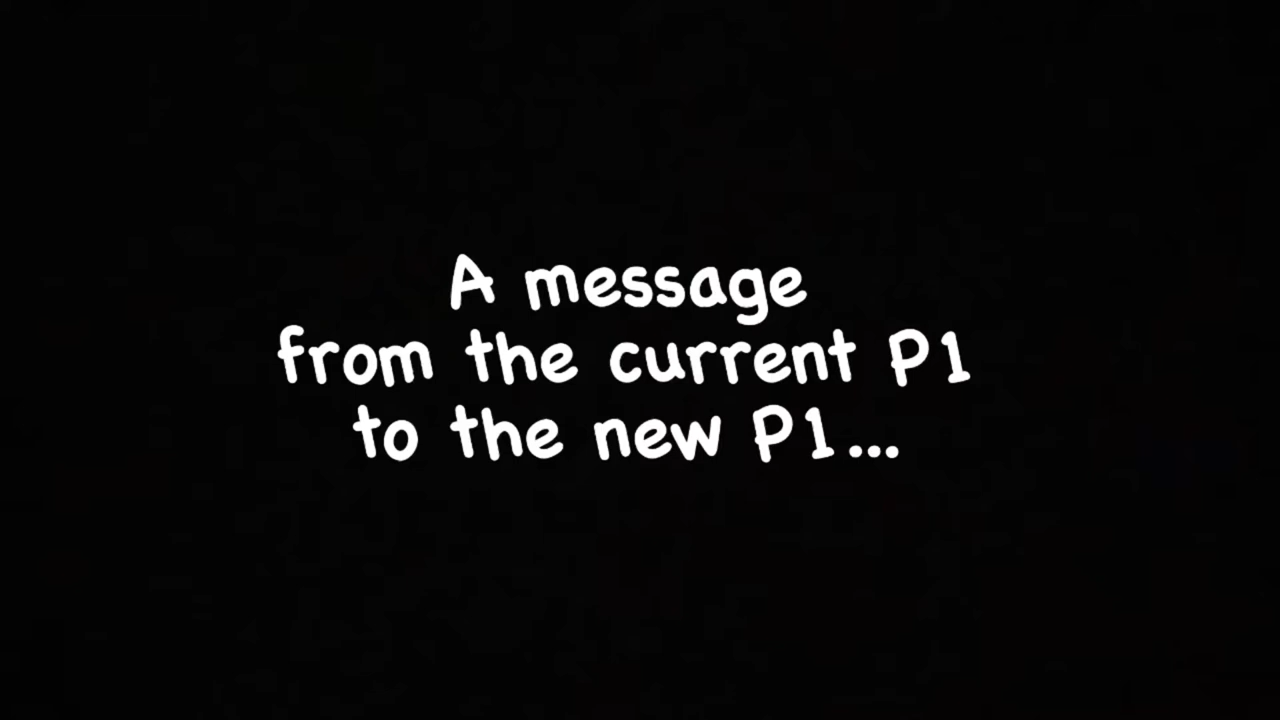 A message
from the current P1
to the new P1...